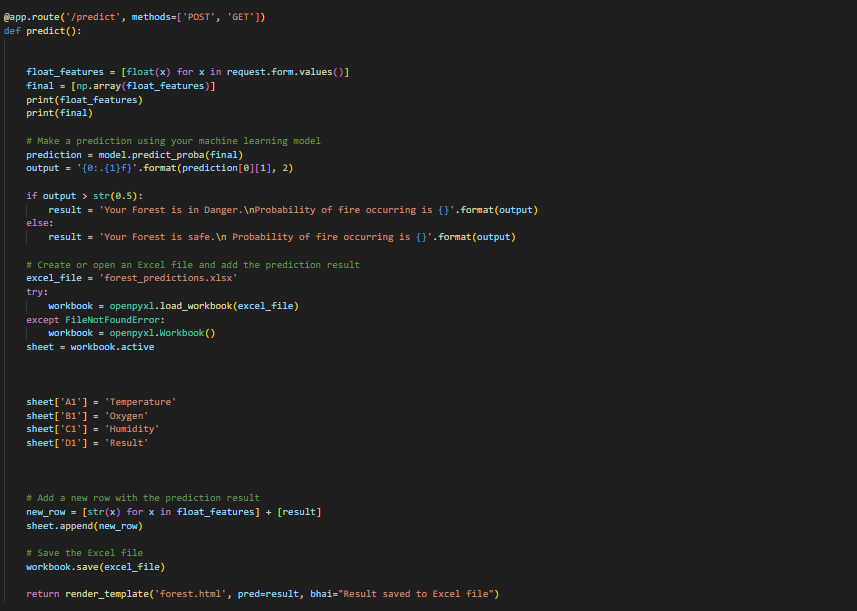 @app.route('/predict', methods=['POST', 'GET'])
def predict():
    float_features = [float(x) for x in request.form.values()]
    final = [np.array(float_features)]
    print(float_features)
    print(final)
    # Make a prediction using your machine learning model
    prediction = model.predict_proba(final)
    output = '{0:.{1}f}'.format(prediction[0][1], 2)
    if output > str(0.5):
        result = 'Your Forest is in Danger.\nProbability of fire occurring is {}'.format(output)
    else:
        result = 'Your Forest is safe.\n Probability of fire occurring is {}'.format(output)
    # Create or open an Excel file and add the prediction result
    excel_file = 'forest_predictions.xlsx'
    try:
        workbook = openpyxl.load_workbook(excel_file)
    except FileNotFoundError:
        workbook = openpyxl.Workbook()
    sheet = workbook.active
    sheet['A1'] = 'Temperature'
    sheet['B1'] = 'Oxygen'
    sheet['C1'] = 'Humidity'
    sheet['D1'] = 'Result'
    # Add a new row with the prediction result
    new_row = [str(x) for x in float_features] + [result]
    sheet.append(new_row)
    # Save the Excel file
    workbook.save(excel_file)
    return render_template('forest.html', pred=result, bhai="Result saved to Excel file")